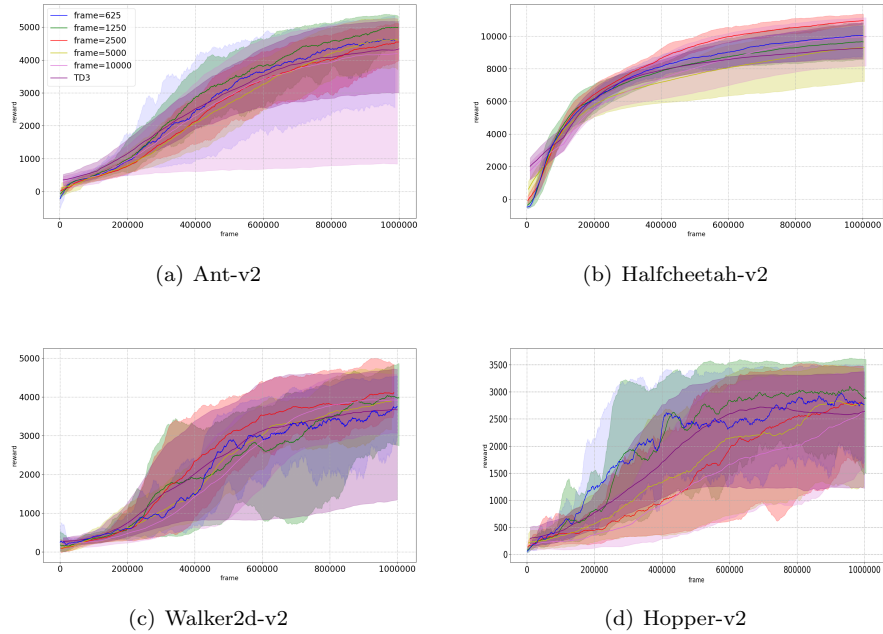 frame=625
frame=1250
frame=2500
frame=5000
frame=10000
TD3
5000
4000
3000
2000
1000
0
reward
0 200000 400000 600000 800000 1000000
frame
(a) Ant-v2
10000
8000
6000
4000
2000
0
reward
0 200000 400000 600000 800000 1000000
frame
(b) Halfcheetah-v2
5000
4000
3000
2000
1000
0
reward
0 200000 400000 600000 800000 1000000
frame
(c) Walker2d-v2
3500
3000
2500
2000
1500
1000
500
0
reward
0 200000 400000 600000 800000 1000000
frame
(d) Hopper-v2